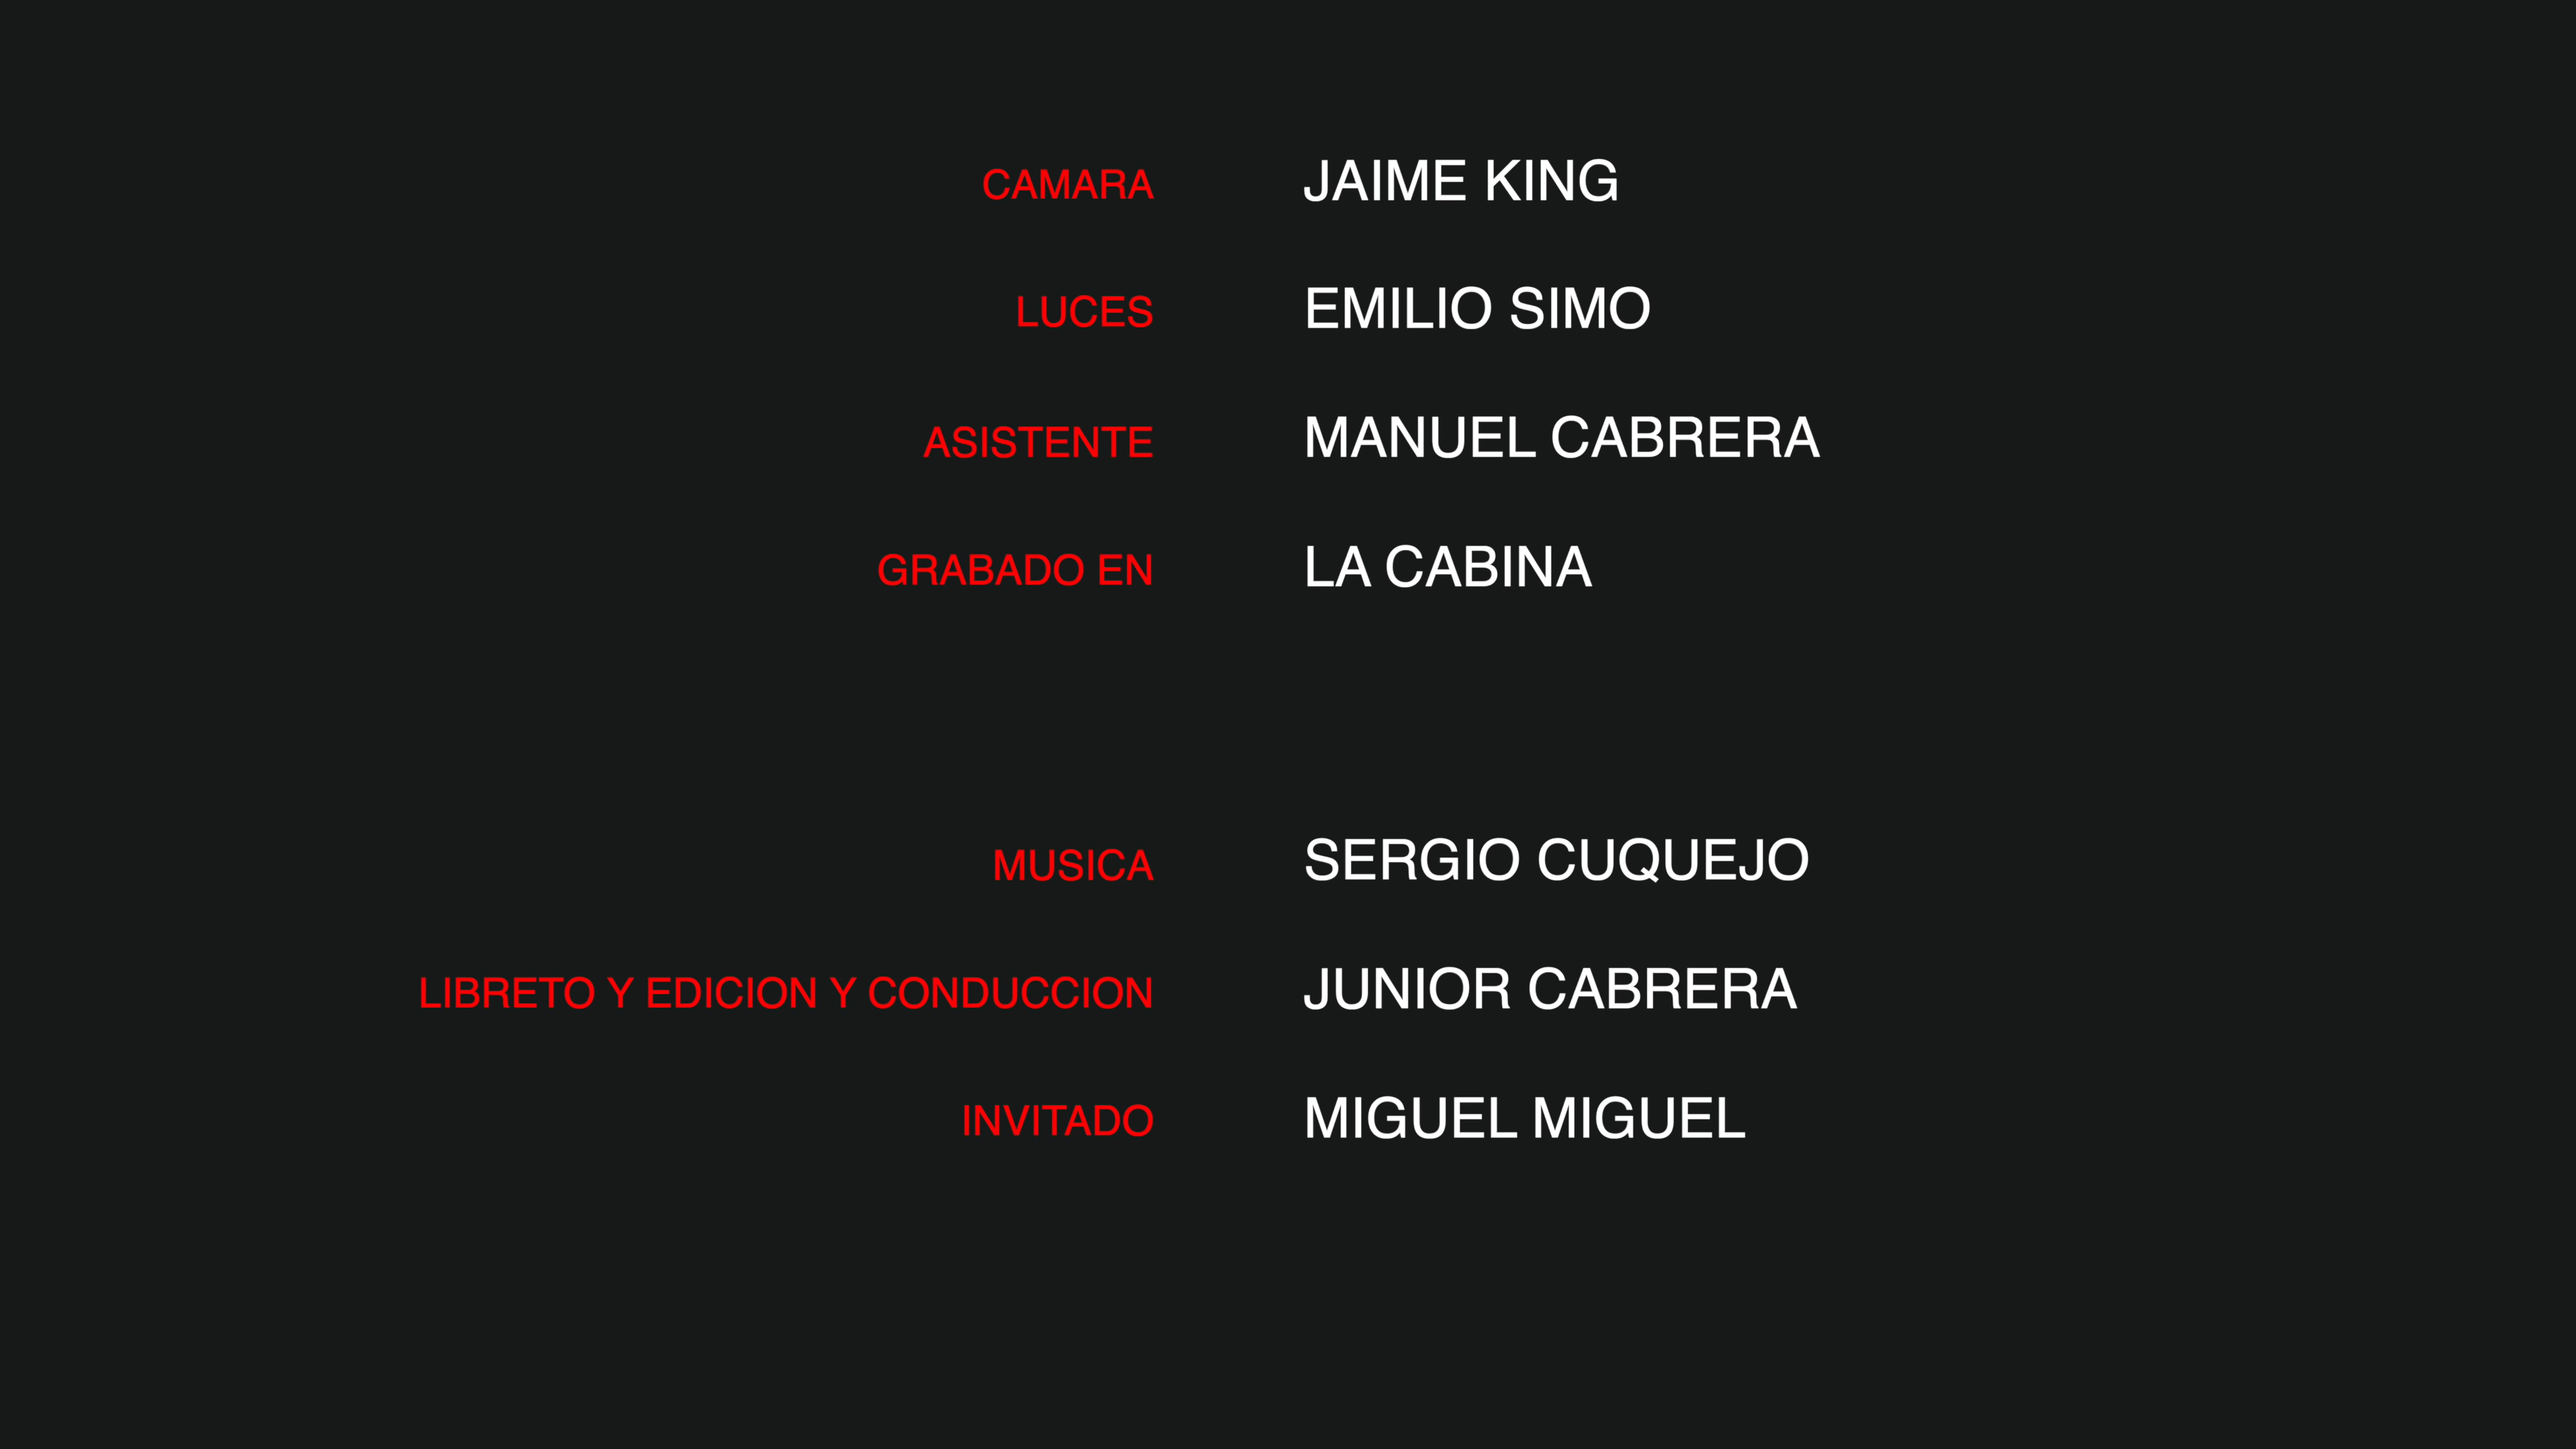 CAMARA JAIME KING
LUCES EMILIO SIMO
ASISTENTE MANUEL CABRERA
GRABADO EN LA CABINA
MUSICA SERGIO CUQUEJO
LIBRETO Y EDICION Y CONDUCCION JUNIOR CABRERA
INVITADO MIGUEL MIGUEL